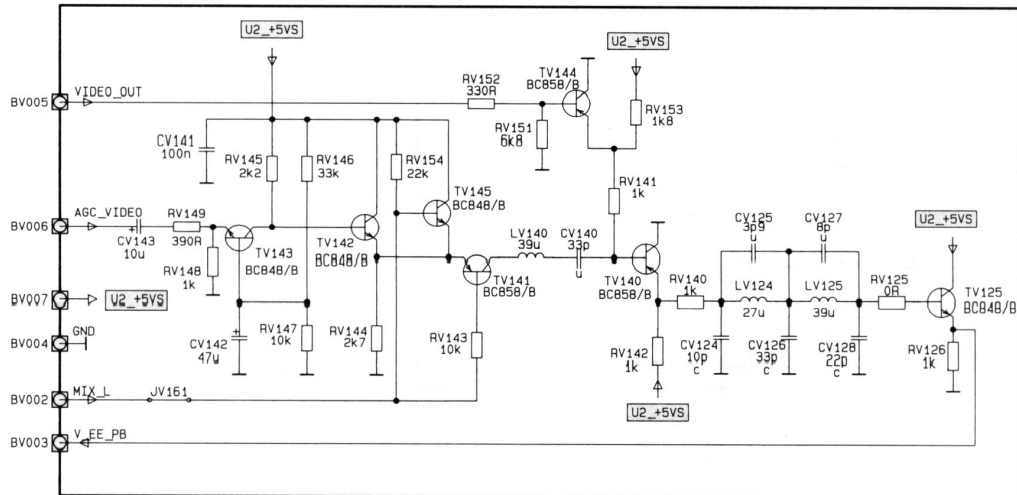 U2_+5VS
U2_+5VS
TV144
BC858/B
RV152
330R
BV005
VIDEO_OUT
RV153
1k8
RV151
6k8
CV141
100n
RV145
2k2
RV146
33k
RV154
22k
RV141
1k
TV145
BC848/B
BV006
AGC_VIDEO
RV149
390R
+
CV143
10u
TV143
BC848/B
TV142
BC848/B
LV140
39u
CV140
33p
u
CV125
3p9
u
CV127
8p
u
U2_+5VS
RV148
1k
TV141
BC858/B
TV140
BC858/B
RV140
1k
LV124
27u
LV125
39u
RV125
0R
TV125
BC848/B
BV007
U2_+5VS
BV004
GND
+
CV142
47u
RV147
10k
RV144
2k7
RV143
10k
RV142
1k
CV124
10p
c
CV126
33p
c
CV128
22p
c
RV126
1k
BV002
MIX_L
JV161
U2_+5VS
BV003
V_EE_PB